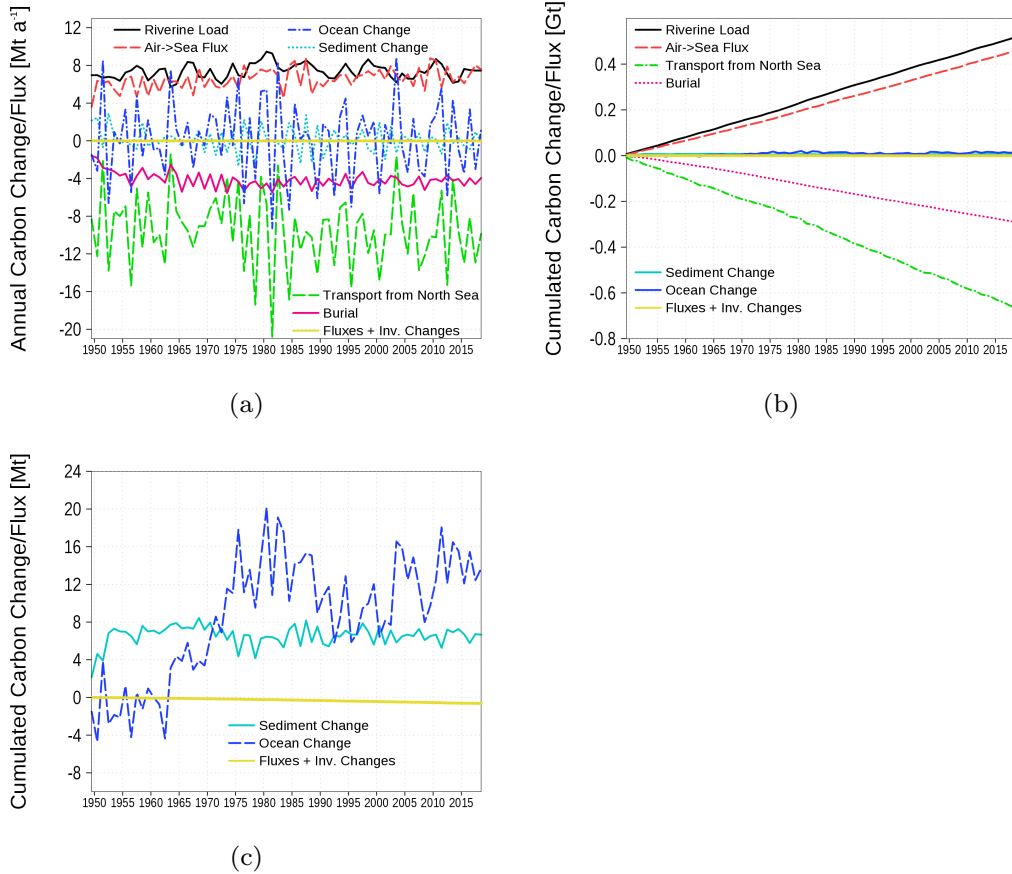 Annual Carbon Change/Flux [Mt a-1]
12
8
4
0
-4
-8
-12
-16
-20
Riverine Load
Air->Sea Flux
Ocean Change
Sediment Change
Transport from North Sea
Burial
Fluxes + Inv. Changes
1950 1955 1960 1965 1970 1975 1980 1985 1990 1995 2000 2005 2010 2015
(a)
Cumulated Carbon Change/Flux [Gt]
0.4
0.2
0.0
-0.2
-0.4
-0.6
-0.8
Riverine Load
Air->Sea Flux
Transport from North Sea
Burial
Sediment Change
Ocean Change
Fluxes + Inv. Changes
1950 1955 1960 1965 1970 1975 1980 1985 1990 1995 2000 2005 2010 2015
(b)
Cumulated Carbon Change/Flux [Mt]
24
20
16
12
8
4
0
-4
-8
Sediment Change
Ocean Change
Fluxes + Inv. Changes
1950 1955 1960 1965 1970 1975 1980 1985 1990 1995 2000 2005 2010 2015
(c)